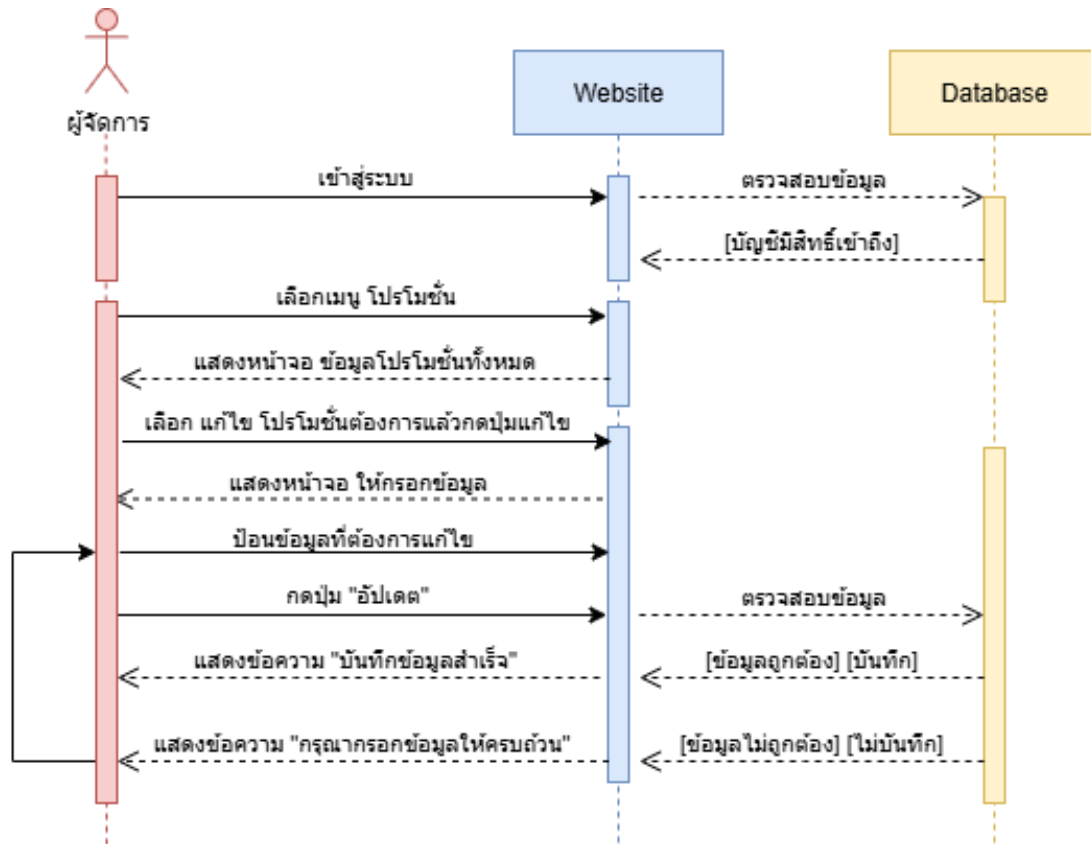 ผู้จัดการ
Website
Database
เข้าสู่ระบบ
ตรวจสอบข้อมูล
[บัญชีมีสิทธิ์เข้าถึง]
เลือกเมนู โปรโมชั่น
แสดงหน้าจอ ข้อมูลโปรโมชั่นทั้งหมด
เลือก แก้ไข โปรโมชั่นต้องการแล้วกดปุ่มแก้ไข
แสดงหน้าจอ ให้กรอกข้อมูล
ป้อนข้อมูลที่ต้องการแก้ไข
กดปุ่ม "อัปเดต"
ตรวจสอบข้อมูล
แสดงข้อความ "บันทึกข้อมูลสำเร็จ"
[ข้อมูลถูกต้อง] [บันทึก]
แสดงข้อความ "กรุณากรอกข้อมูลให้ครบถ้วน"
[ข้อมูลไม่ถูกต้อง] [ไม่บันทึก]